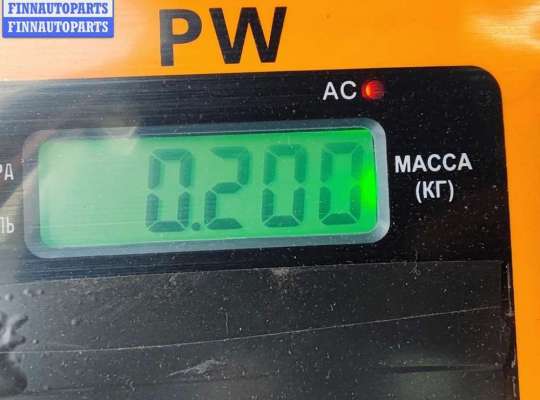 FINNAUTOPARTS
FINNAUTOPARTS
PW
AC
0.200
МАССА
(КГ)